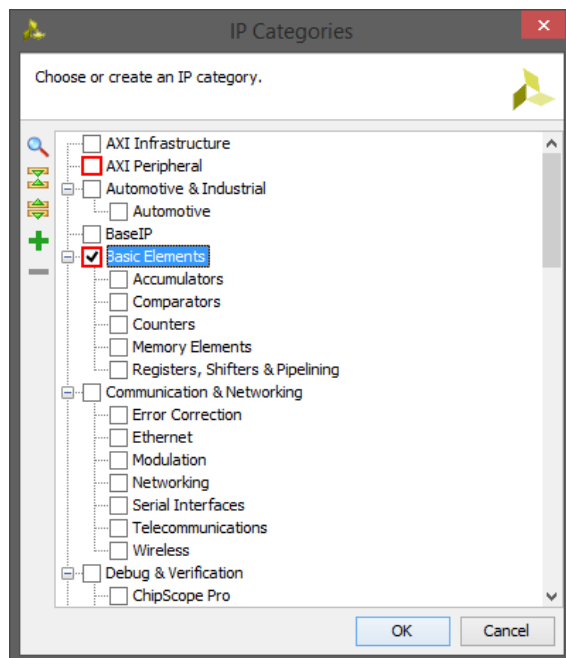 IP Categories
Choose or create an IP category.
AXI Infrastructure
AXI Peripheral
Automotive & Industrial
Automotive
BaseIP
Basic Elements
Accumulators
Comparators
Counters
Memory Elements
Registers, Shifters & Pipelining
Communication & Networking
Error Correction
Ethernet
Modulation
Networking
Serial Interfaces
Telecommunications
Wireless
Debug & Verification
ChipScope Pro
OK Cancel